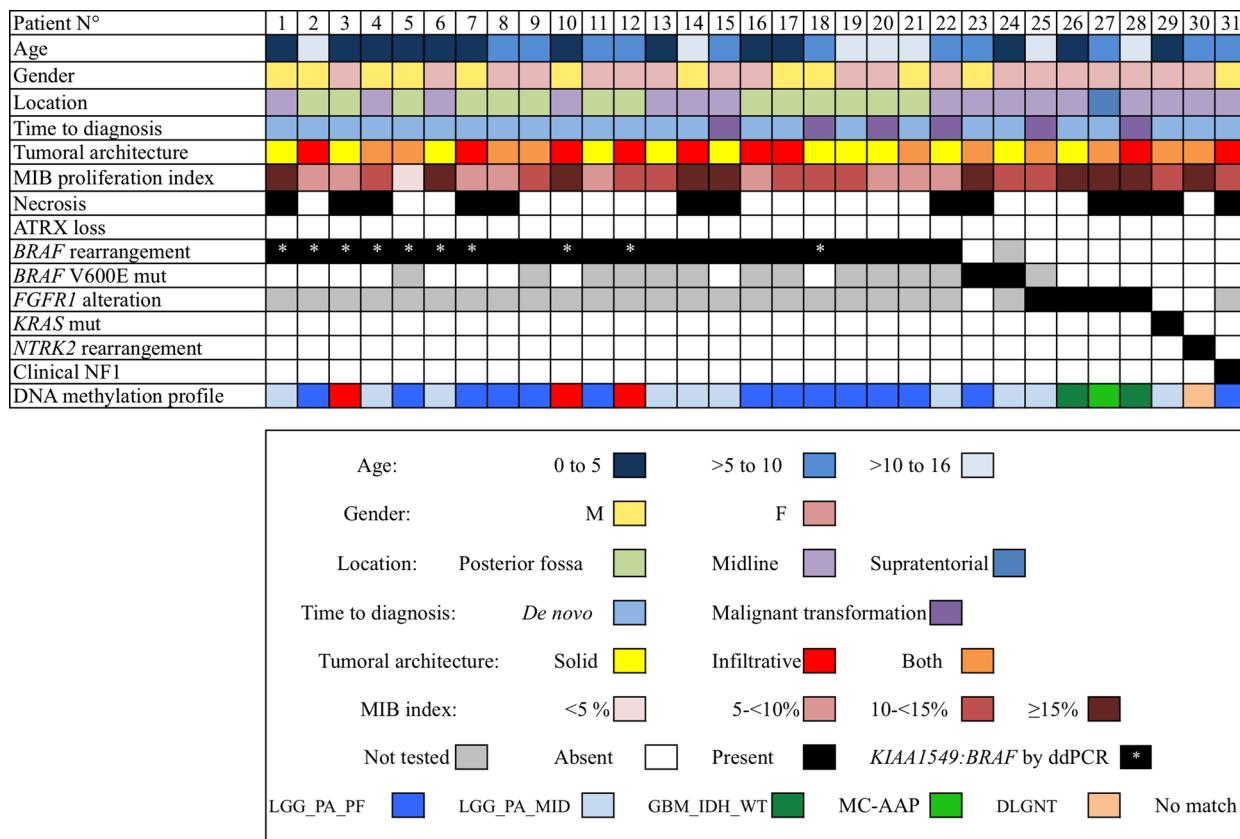 Patient N° 1 2 3 4 5 6 7 8 9 10 11 12 13 14 15 16 17 18 19 20 21 22 23 24 25 26 27 28 29 30 31
Age
Gender
Location
Time to diagnosis
Tumoral architecture
MIB proliferation index
Necrosis
ATRX loss
BRAF rearrangement * * * * * * * * * *
BRAF V600E mut
FGFR1 alteration
KRAS mut
NTRK2 rearrangement
Clinical NF1
DNA methylation profile
Age: 0 to 5 >5 to 10 >10 to 16
Gender: M F
Location: Posterior fossa Midline Supratentorial
Time to diagnosis: De novo Malignant transformation
Tumoral architecture: Solid Infiltrative Both
MIB index: <5 % 5-<10% 10-<15% ≥15%
Not tested Absent Present KIAA1549:BRAF by ddPCR *
LGG_PA_PF LGG_PA_MID GBM_IDH_WT MC-AAP DLGNT No match